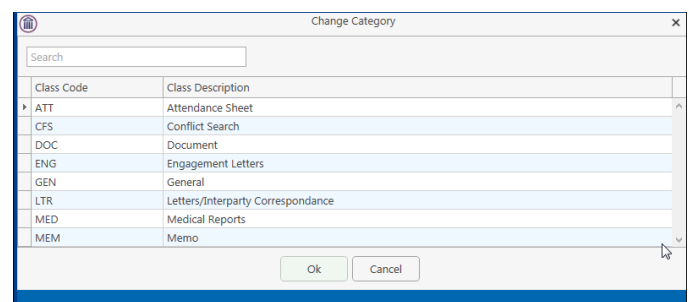 Change Category
Search
Class Code Class Description
ATT Attendance Sheet
CFS Conflict Search
DOC Document
ENG Engagement Letters
GEN General
LTR Letters/Interparty Correspondance
MED Medical Reports
MEM Memo
Ok Cancel